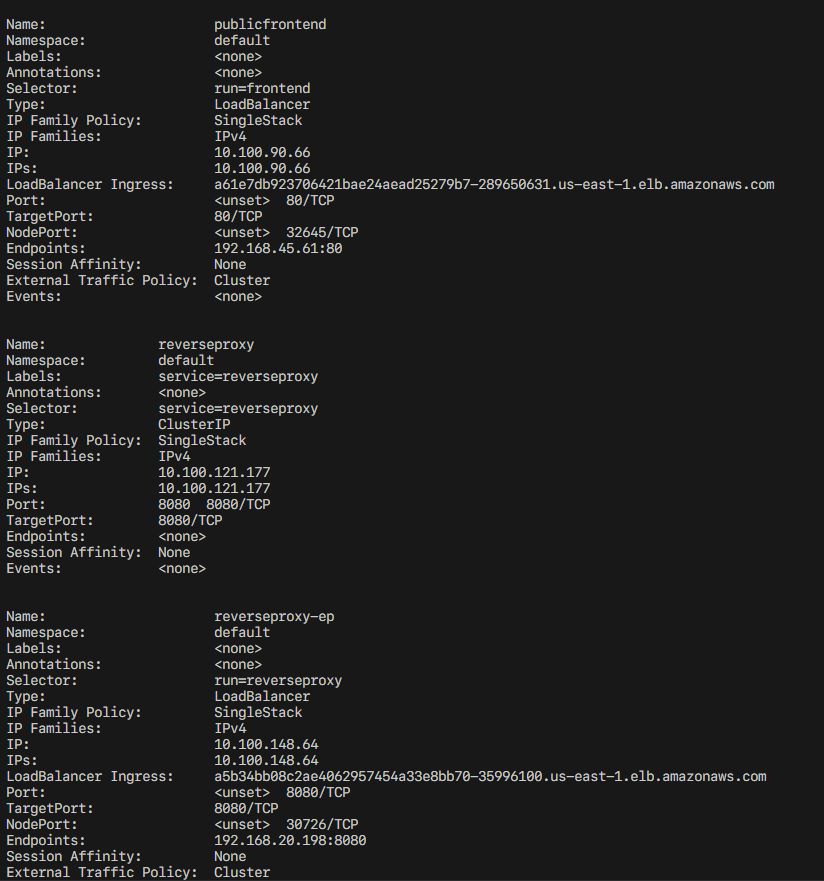 Name: publicfrontend
Namespace: default
Labels: <none>
Annotations: <none>
Selector: run=frontend
Type: LoadBalancer
IP Family Policy: SingleStack
IP Families: IPv4
IP: 10.100.90.66
IPs: 10.100.90.66
LoadBalancer Ingress: a61e7db923706421bae24aead25279b7-289650631.us-east-1.elb.amazonaws.com
Port: <unset> 80/TCP
TargetPort: 80/TCP
NodePort: <unset> 32645/TCP
Endpoints: 192.168.45.61:80
Session Affinity: None
External Traffic Policy: Cluster
Events: <none>
Name: reverseproxy
Namespace: default
Labels: service=reverseproxy
Annotations: <none>
Selector: service=reverseproxy
Type: ClusterIP
IP Family Policy: SingleStack
IP Families: IPv4
IP: 10.100.121.177
IPs: 10.100.121.177
Port: 8080 8080/TCP
TargetPort: 8080/TCP
Endpoints: <none>
Session Affinity: None
Events: <none>
Name: reverseproxy-ep
Namespace: default
Labels: <none>
Annotations: <none>
Selector: run=reverseproxy
Type: LoadBalancer
IP Family Policy: SingleStack
IP Families: IPv4
IP: 10.100.148.64
IPs: 10.100.148.64
LoadBalancer Ingress: a5b34bb08c2ae4062957454a33e8bb70-35996100.us-east-1.elb.amazonaws.com
Port: <unset> 8080/TCP
TargetPort: 8080/TCP
NodePort: <unset> 30726/TCP
Endpoints: 192.168.20.198:8080
Session Affinity: None
External Traffic Policy: Cluster